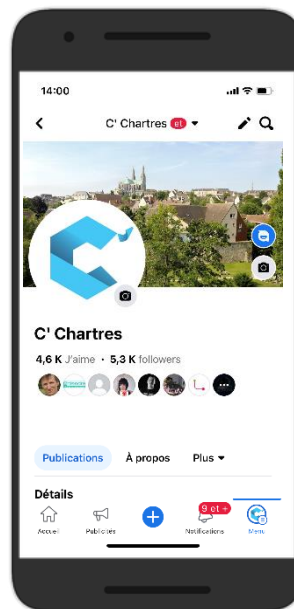 14:00
C' Chartres et
C' Chartres
4,6 K J'aime • 5,3 K followers
Publications À propos Plus
Détails
9 et +
Accueil Publicités Notifications Menu